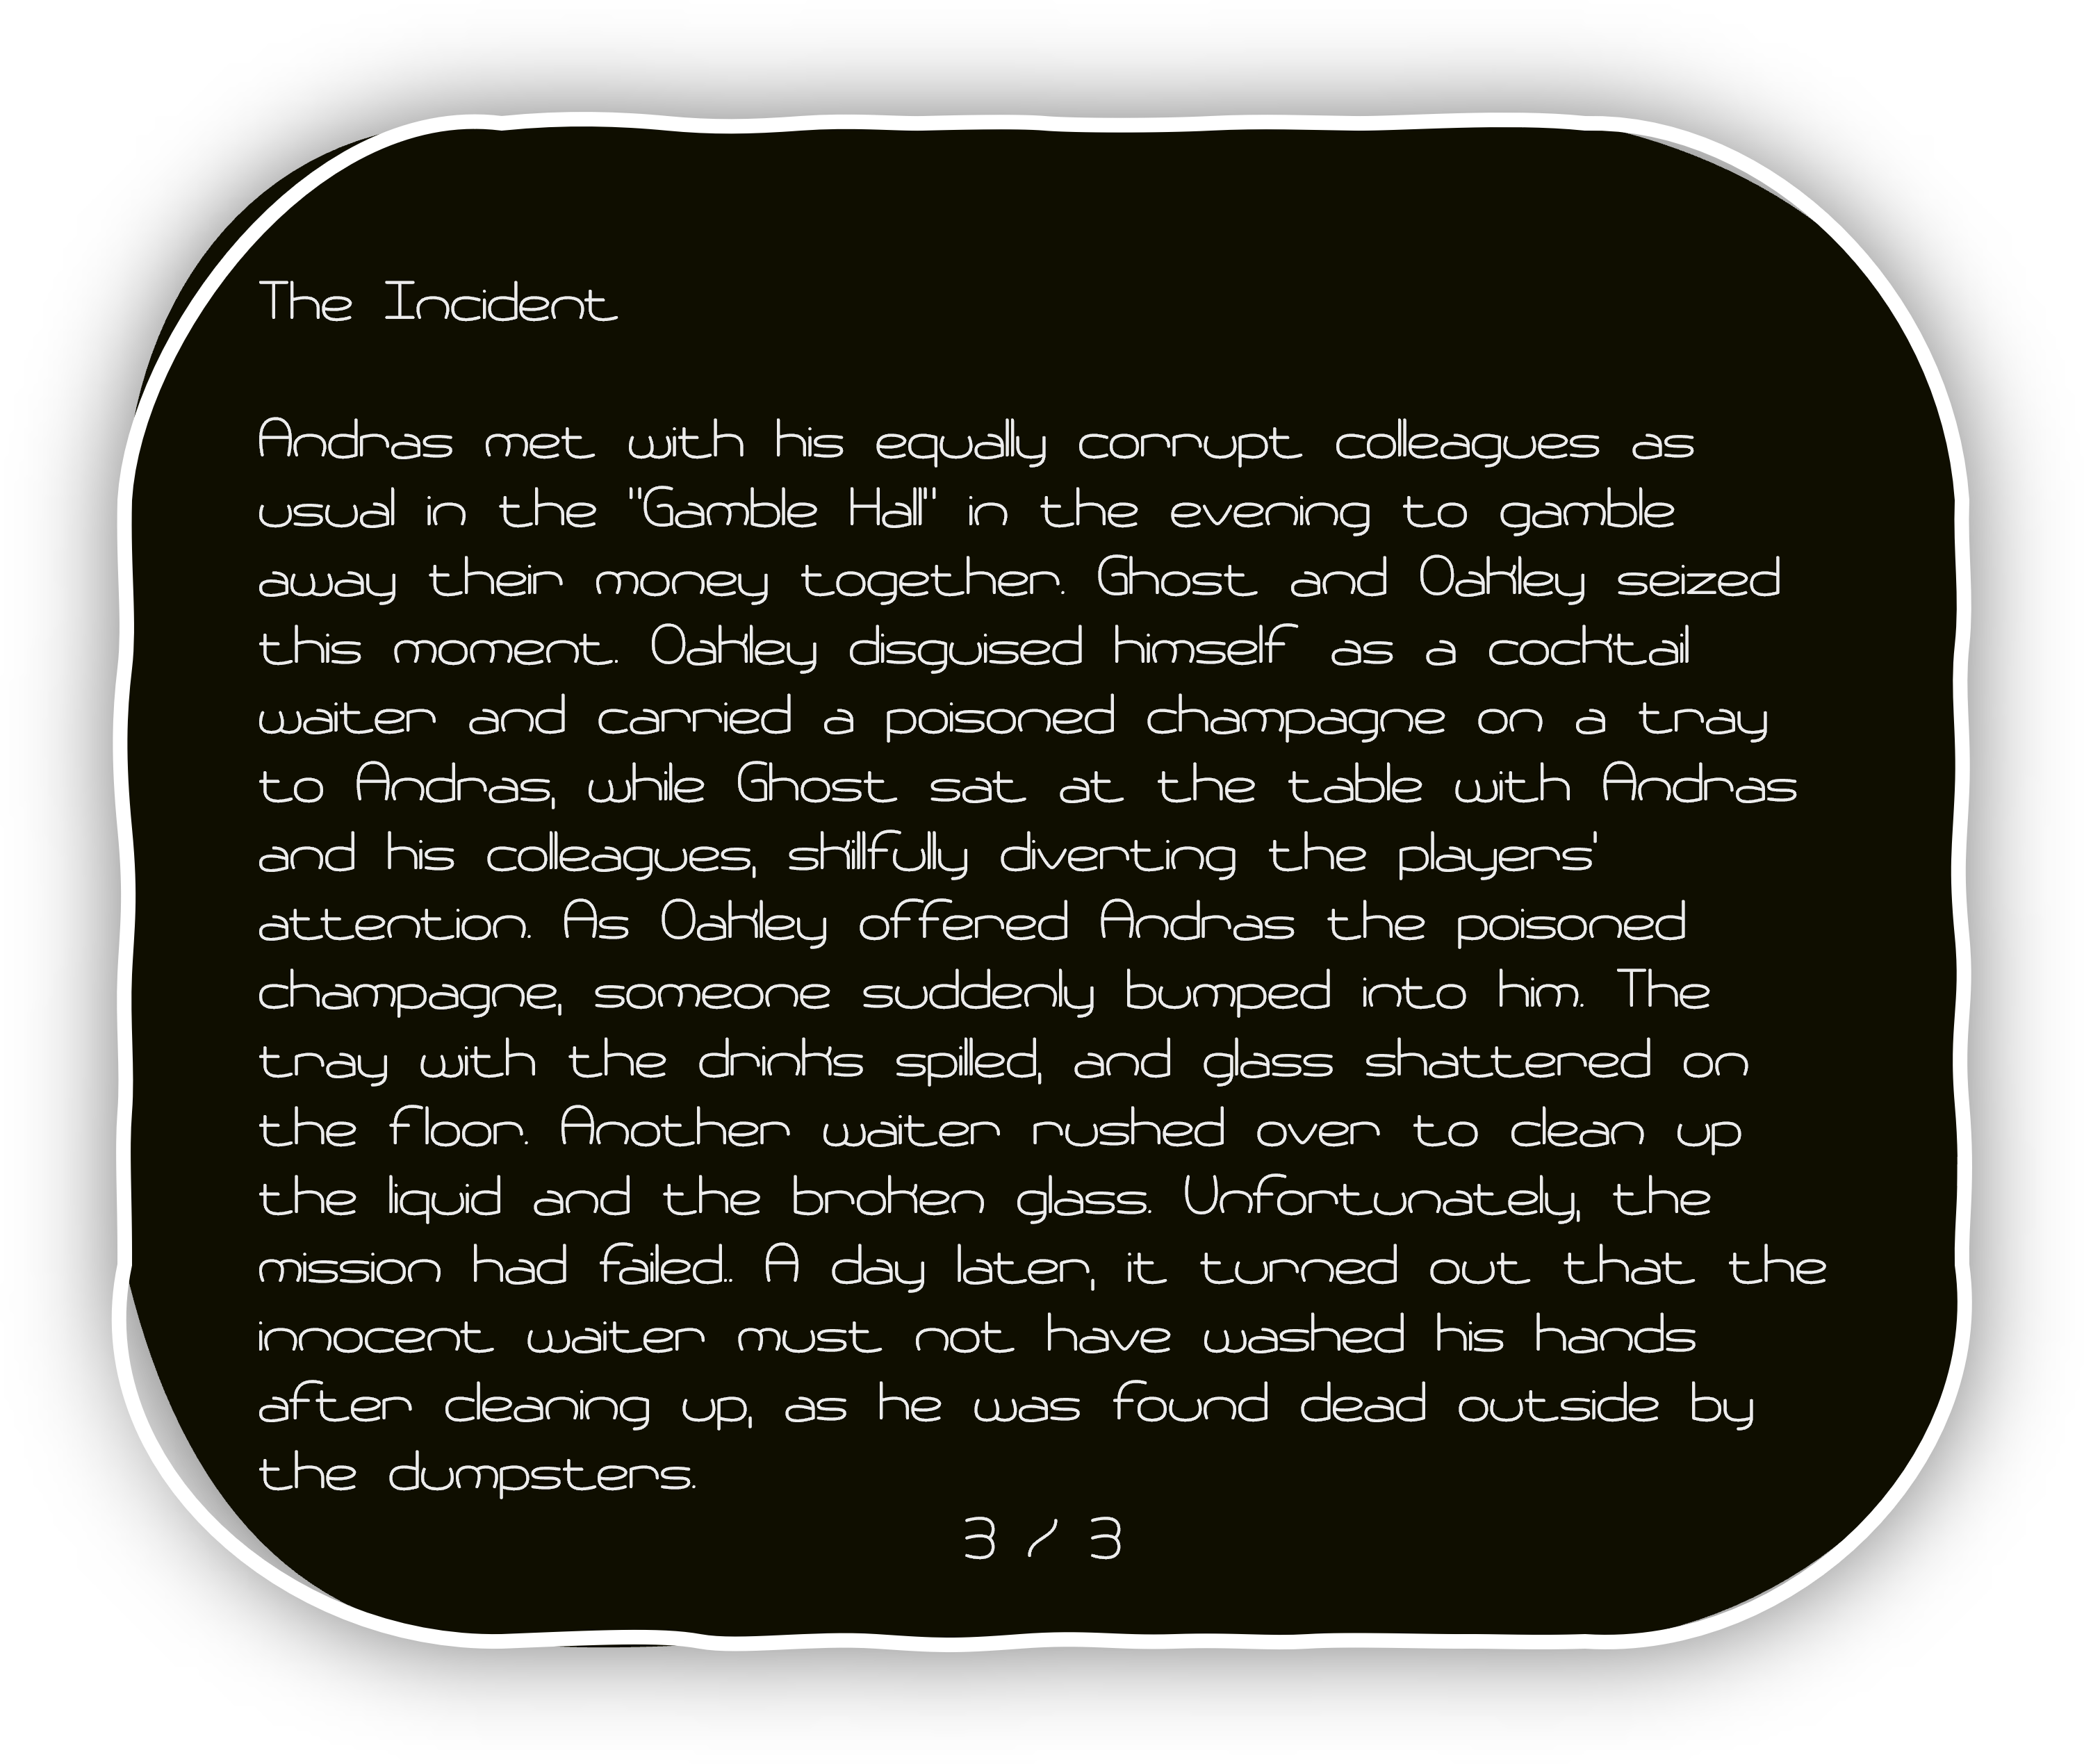 The Incident
Andras met with his equally corrupt colleagues as
usual in the "Gamble Hall" in the evening to gamble
away their money together. Ghost and Oakley seized
this moment. Oakley disguised himself as a cocktail
waiter and carried a poisoned champagne on a tray
to Andras, while Ghost sat at the table with Andras
and his colleagues, skillfully diverting the players'
attention. As Oakley offered Andras the poisoned
champagne, someone suddenly bumped into him. The
tray with the drinks spilled, and glass shattered on
the floor. Another waiter rushed over to clean up
the liquid and the broken glass. Unfortunately, the
mission had failed.. A day later, it turned out that the
innocent waiter must not have washed his hands
after cleaning up, as he was found dead outside by
the dumpsters.
3 / 3